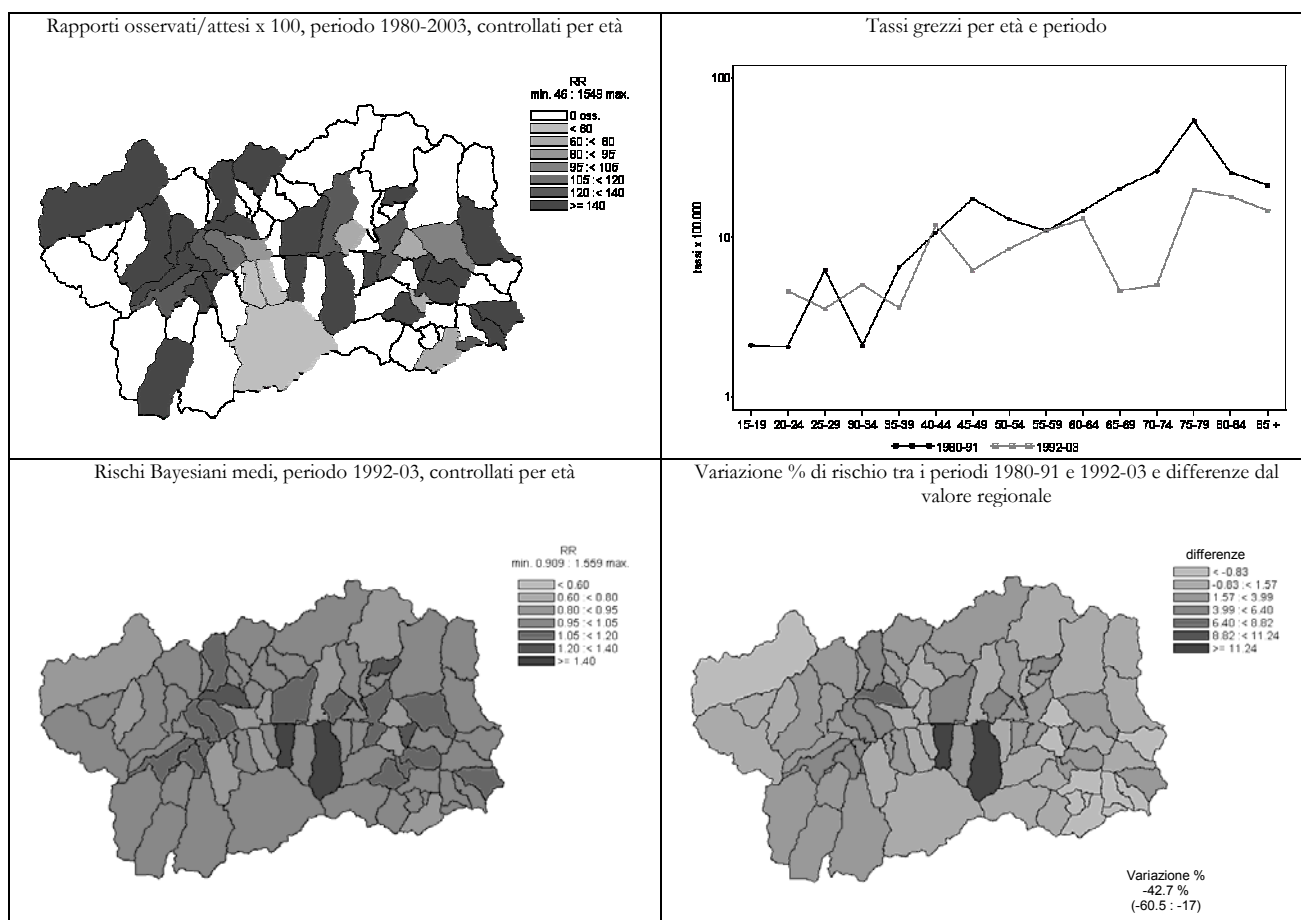 Rapporti osservati/attesi x 100, periodo 1980-2003, controllati per età
RR
min. 46 : 1549 max.
0 oss.
< 60
60 :< 80
80 :< 95
95 :< 105
105 :< 120
120 :< 140
>= 140
Tassi grezzi per età e periodo
100
10
1
tassi x 100.000
15-19 20-24 25-29 30-34 35-39 40-44 45-49 50-54 55-59 60-64 65-69 70-74 75-79 80-84 85 +
1980-91 1992-03
Rischi Bayesiani medi, periodo 1992-03, controllati per età
RR
min. 0.909 : 1.559 max.
< 0.60
0.60 :< 0.80
0.80 :< 0.95
0.95 :< 1.05
1.05 :< 1.20
1.20 :< 1.40
>= 1.40
Variazione % di rischio tra i periodi 1980-91 e 1992-03 e differenze dal
valore regionale
differenze
< -0.83
-0.83 :< 1.57
1.57 :< 3.99
3.99 :< 6.40
6.40 :< 8.82
8.82 :< 11.24
>= 11.24
Variazione %
-42.7 %
(-60.5 : -17)